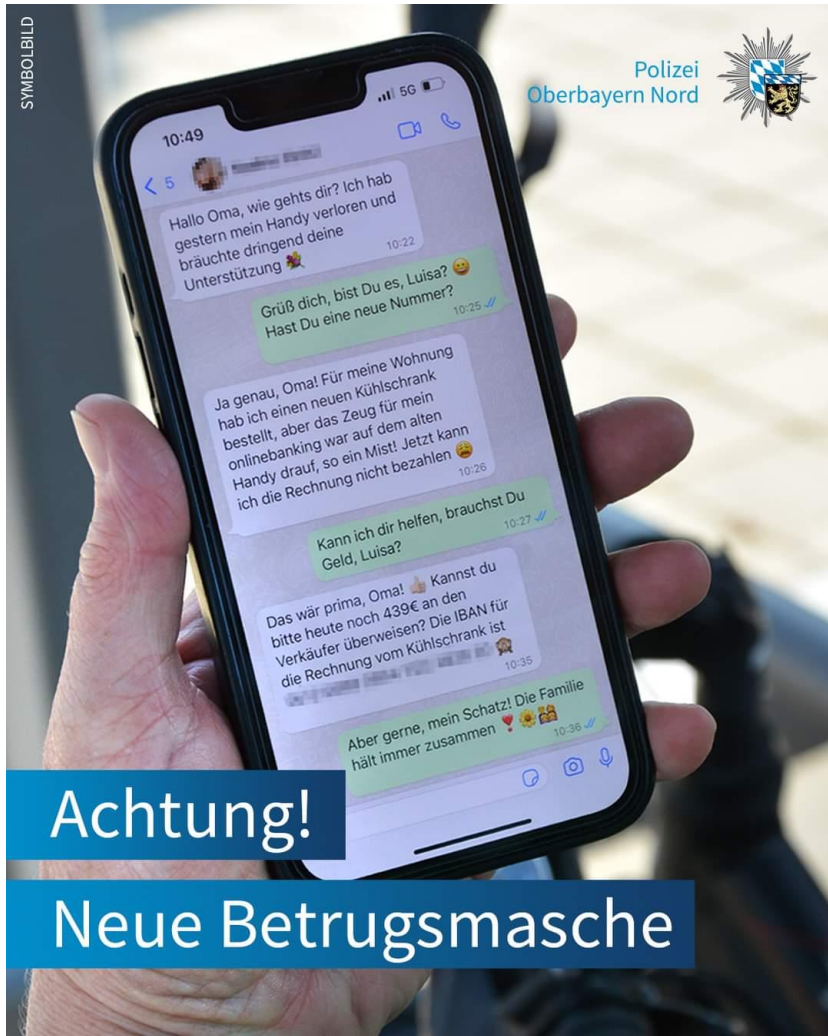 SYMBOLBILD
Polizei
Oberbayern Nord
10:49
5G
5
Hallo Oma, wie gehts dir? Ich hab
gestern mein Handy verloren und
bräuchte dringend deine
Unterstützung 💐
10:22
Grüß dich, bist Du es, Luisa? 😀
Hast Du eine neue Nummer?
10:25
Ja genau, Oma! Für meine Wohnung
hab ich einen neuen Kühlschrank
bestellt, aber das Zeug für mein
onlinebanking war auf dem alten
Handy drauf, so ein Mist! Jetzt kann
ich die Rechnung nicht bezahlen 😩
10:26
Kann ich dir helfen, brauchst Du
Geld, Luisa?
10:27
Das wär prima, Oma! 👍🏼 Kannst du
bitte heute noch 439€ an den
Verkäufer überweisen? Die IBAN für
die Rechnung vom Kühlschrank ist
🙈
10:35
Aber gerne, mein Schatz! Die Familie
hält immer zusammen ❣️🌼👨‍👩‍👧‍👦
10:36
Achtung!
Neue Betrugsmasche